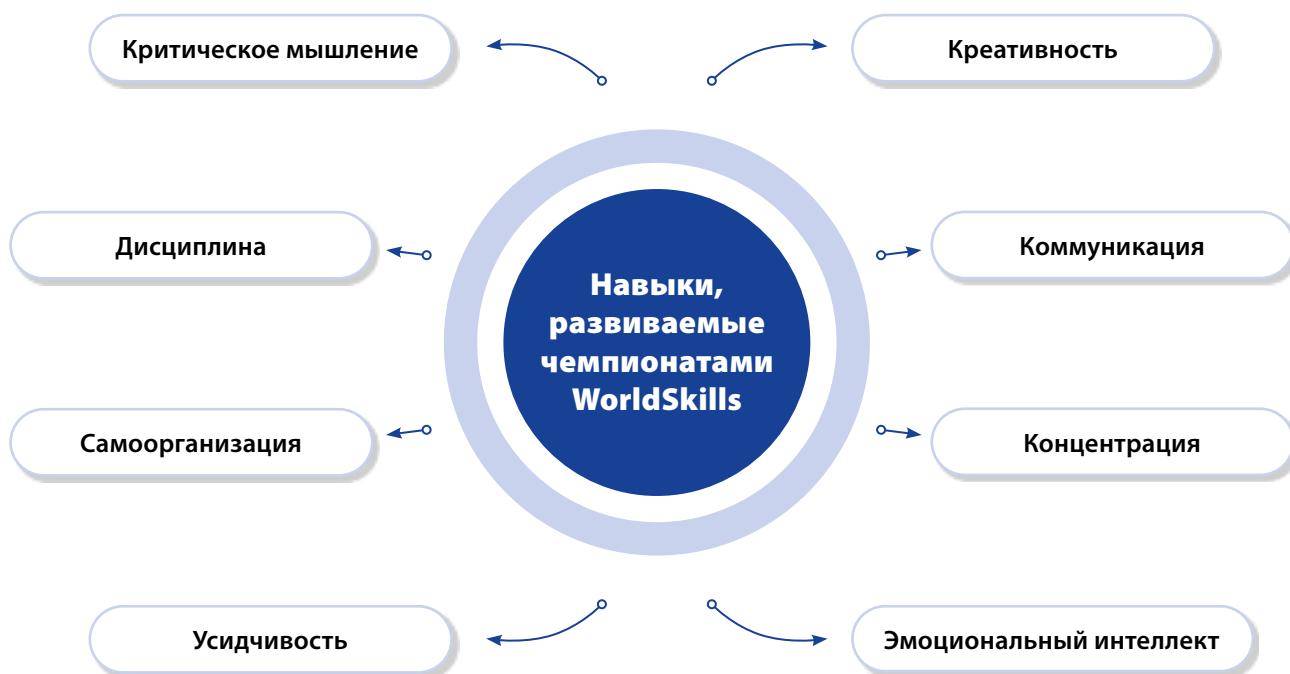 Критическое мышление
Креативность
Дисциплина
Коммуникация
Навыки,
развиваемые
чемпионатами
WorldSkills
Самоорганизация
Концентрация
Усидчивость
Эмоциональный интеллект